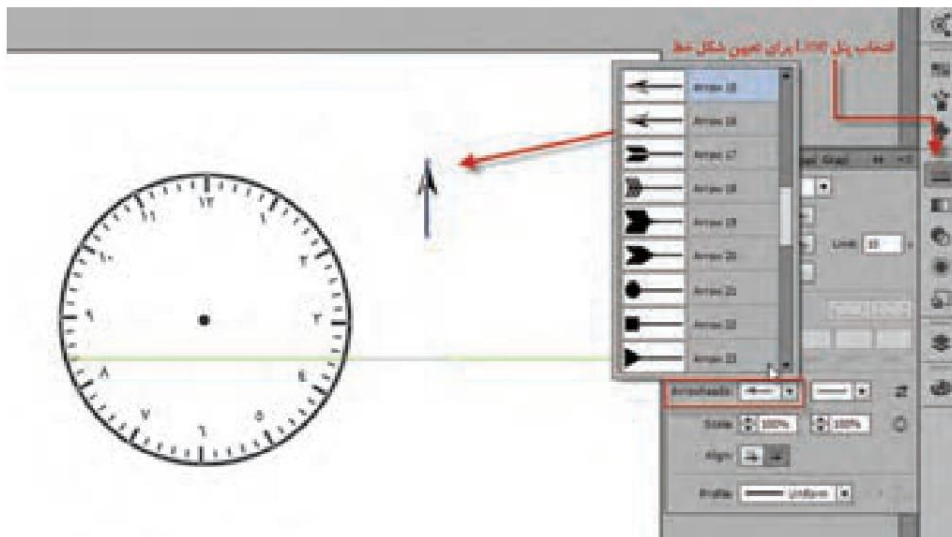 انتخاب پنل Line برای تعیین شکل خط
Arrow 15
Arrow 16
Arrow 17
Arrow 18
Arrow 19
Arrow 20
Arrow 21
Arrow 22
Arrow 23
Limit: 10
Arrowheads:
Scale: 100% 100%
Align:
Profile: Uniform
۱۲
۱
۲
۳
۴
۵
۶
۷
۸
۹
۱۰
۱۱